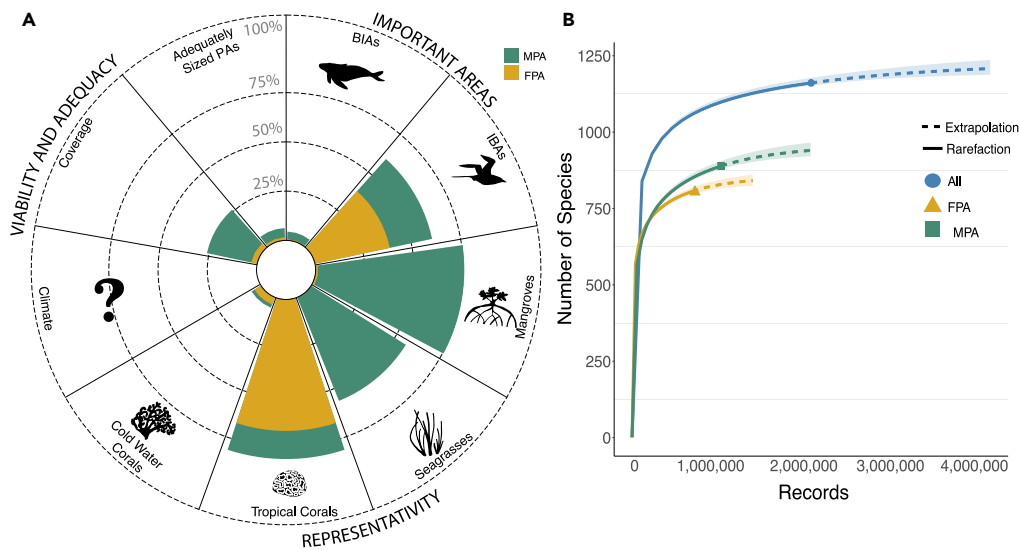 A
VIABILITY AND ADEQUACY
IMPORTANT AREAS
REPRESENTATIVITY
Adequately
Sized PAs
100%
75%
50%
25%
BIAs
IBAs
Mangroves
Seagrasses
Tropical Corals
Cold Water
Corals
Climate
?
Coverage
MPA
FPA
B
Number of Species
1250
1000
750
500
250
0
0
1,000,000
2,000,000
3,000,000
4,000,000
Records
Extrapolation
Rarefaction
All
FPA
MPA